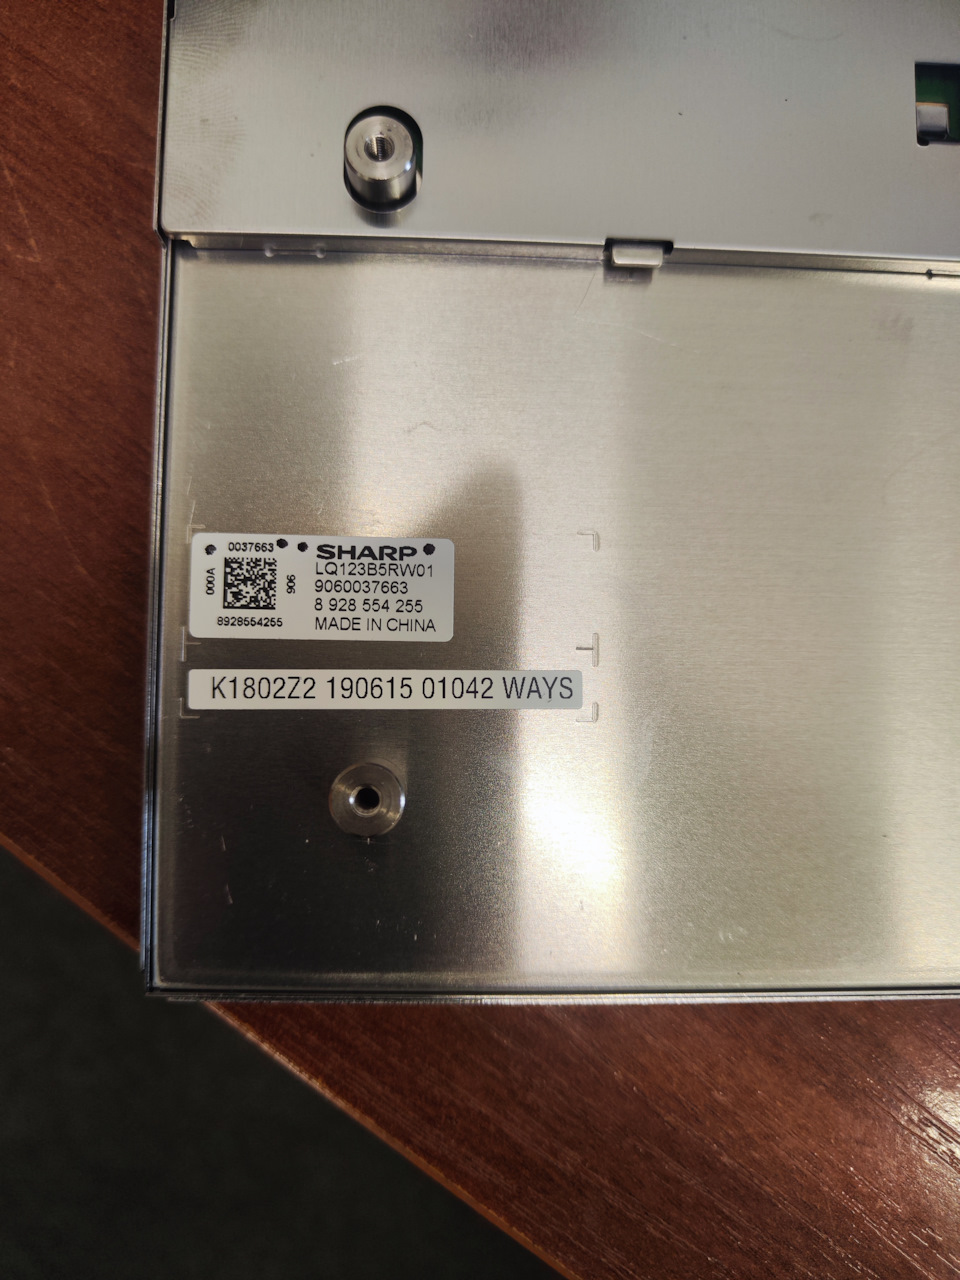 0037663
SHARP
000A
906
LQ123B5RW01
9060037663
8 928 554 255
8928554255
MADE IN CHINA
K1802Z2 190615 01042 WAYS